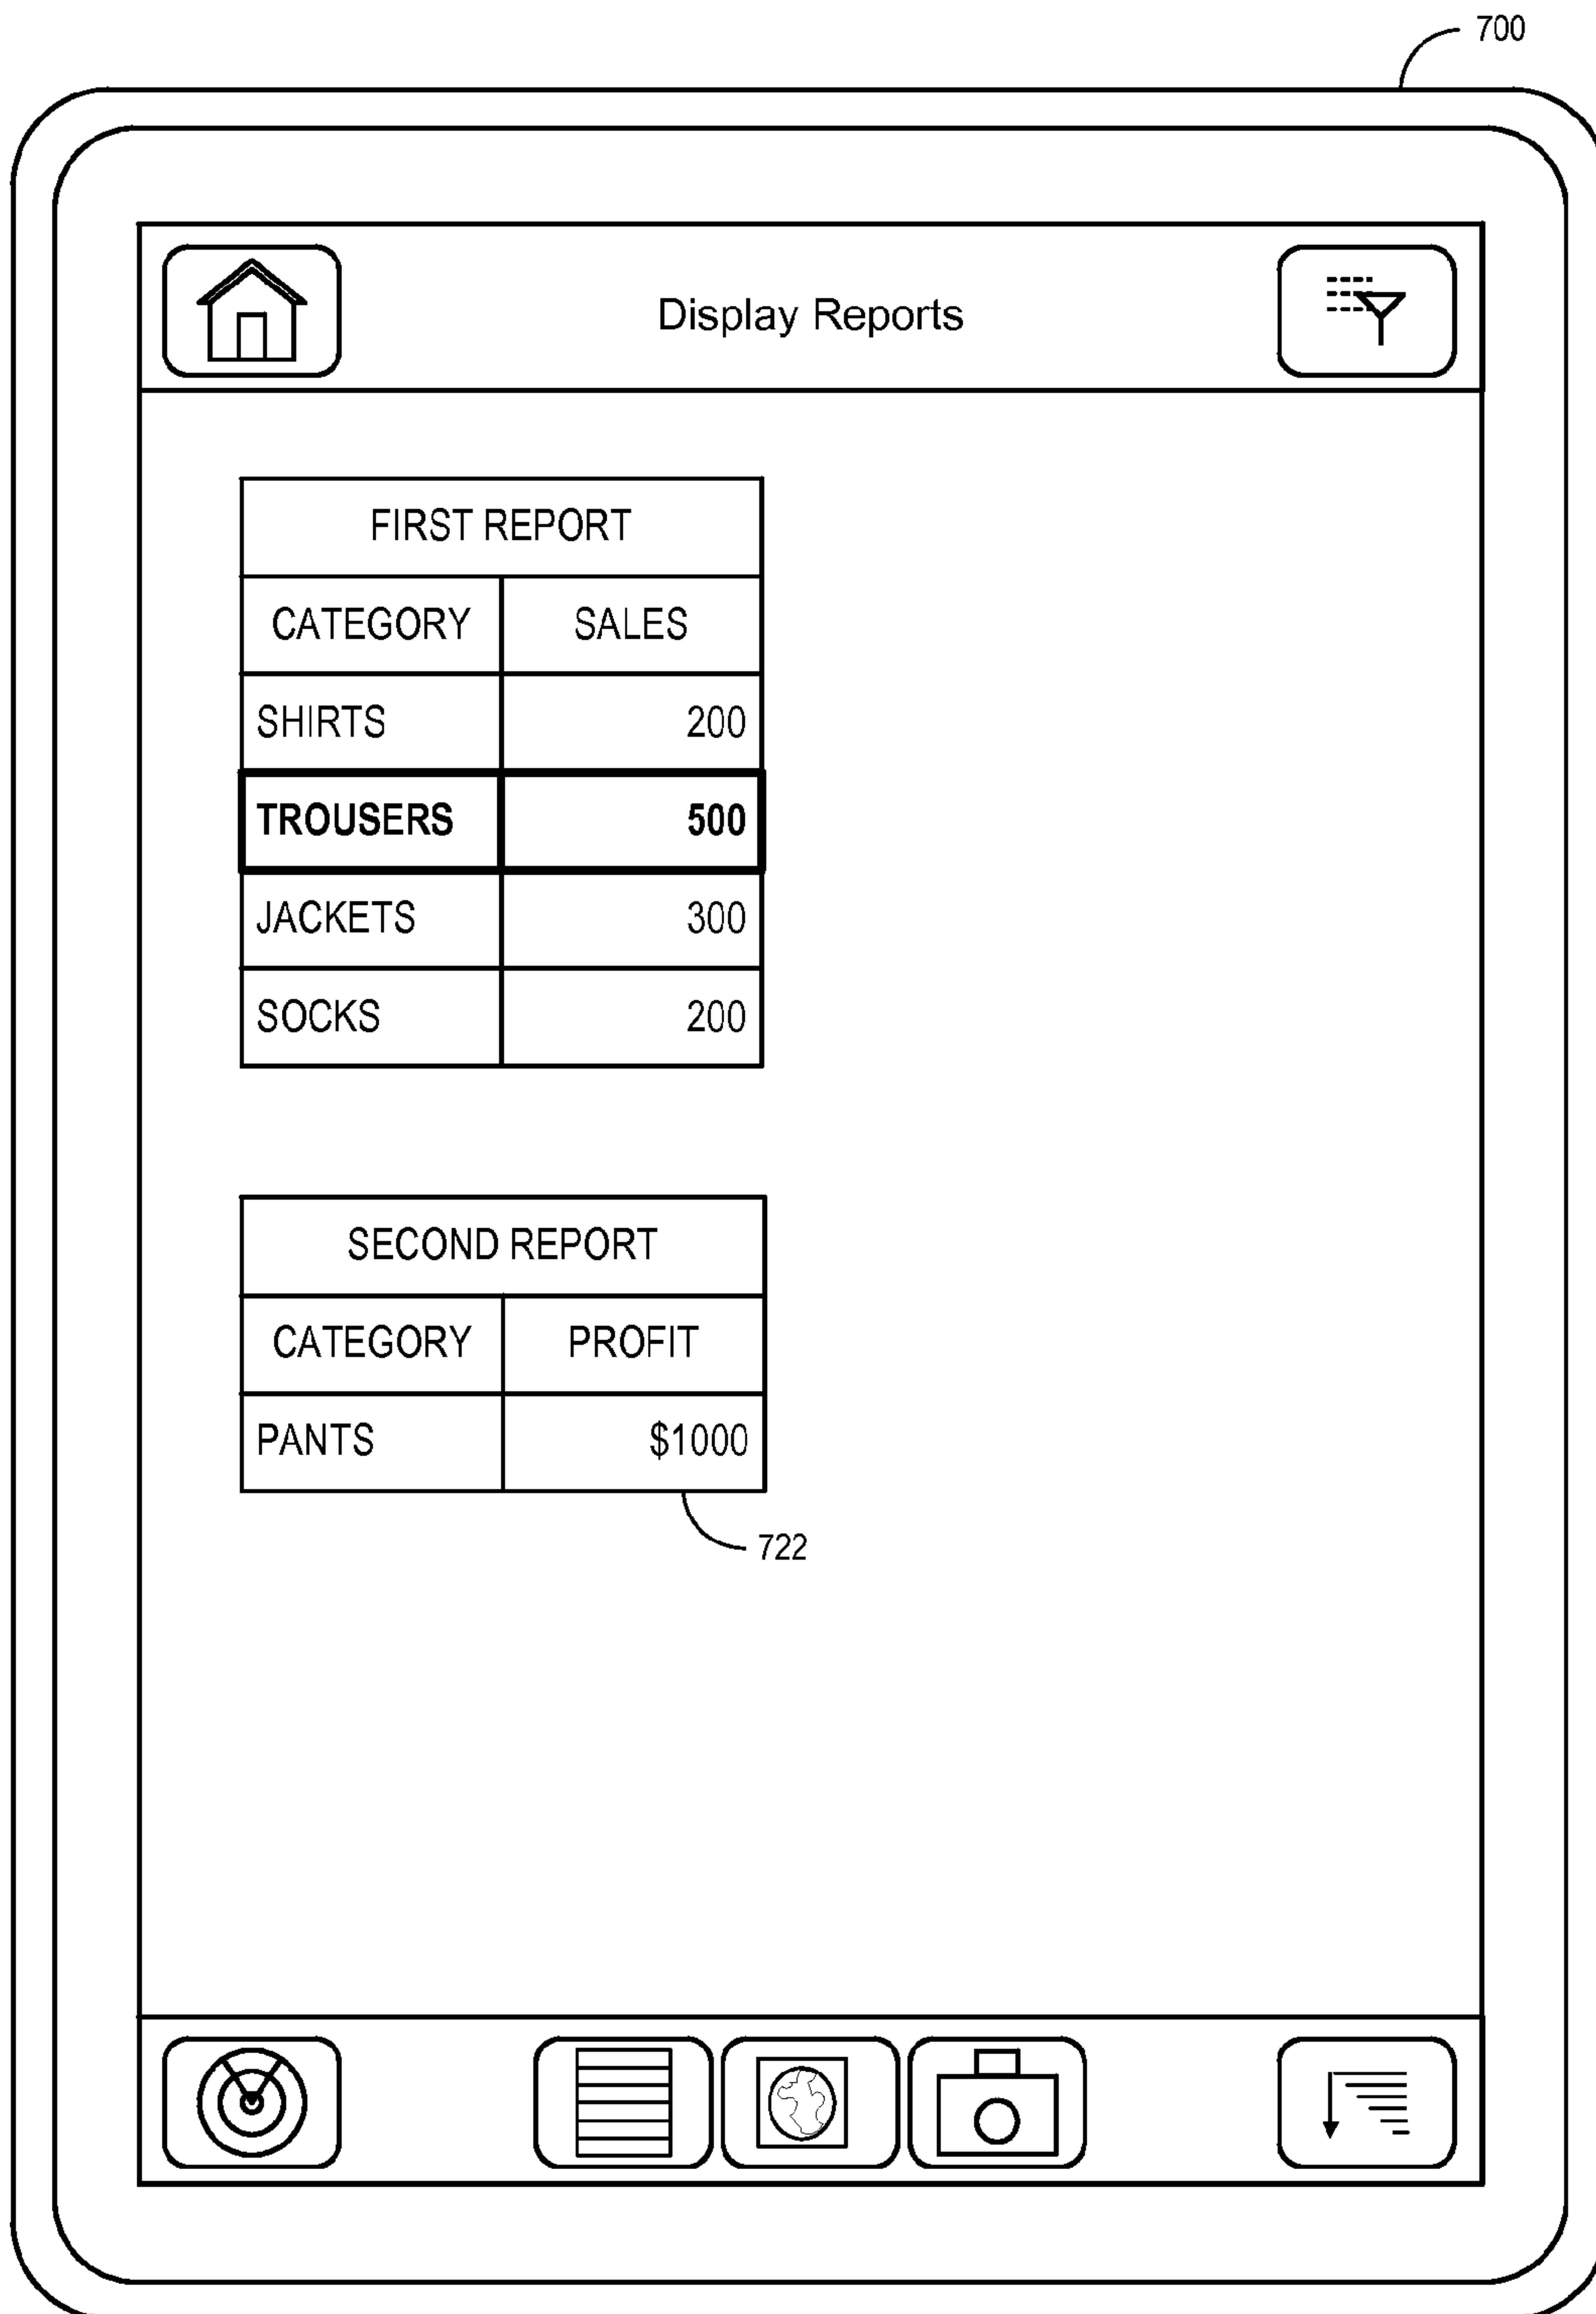 700
Display Reports
FIRST REPORT
CATEGORY SALES
SHIRTS 200
TROUSERS 500
JACKETS 300
SOCKS 200
SECOND REPORT
CATEGORY PROFIT
PANTS $1000
722